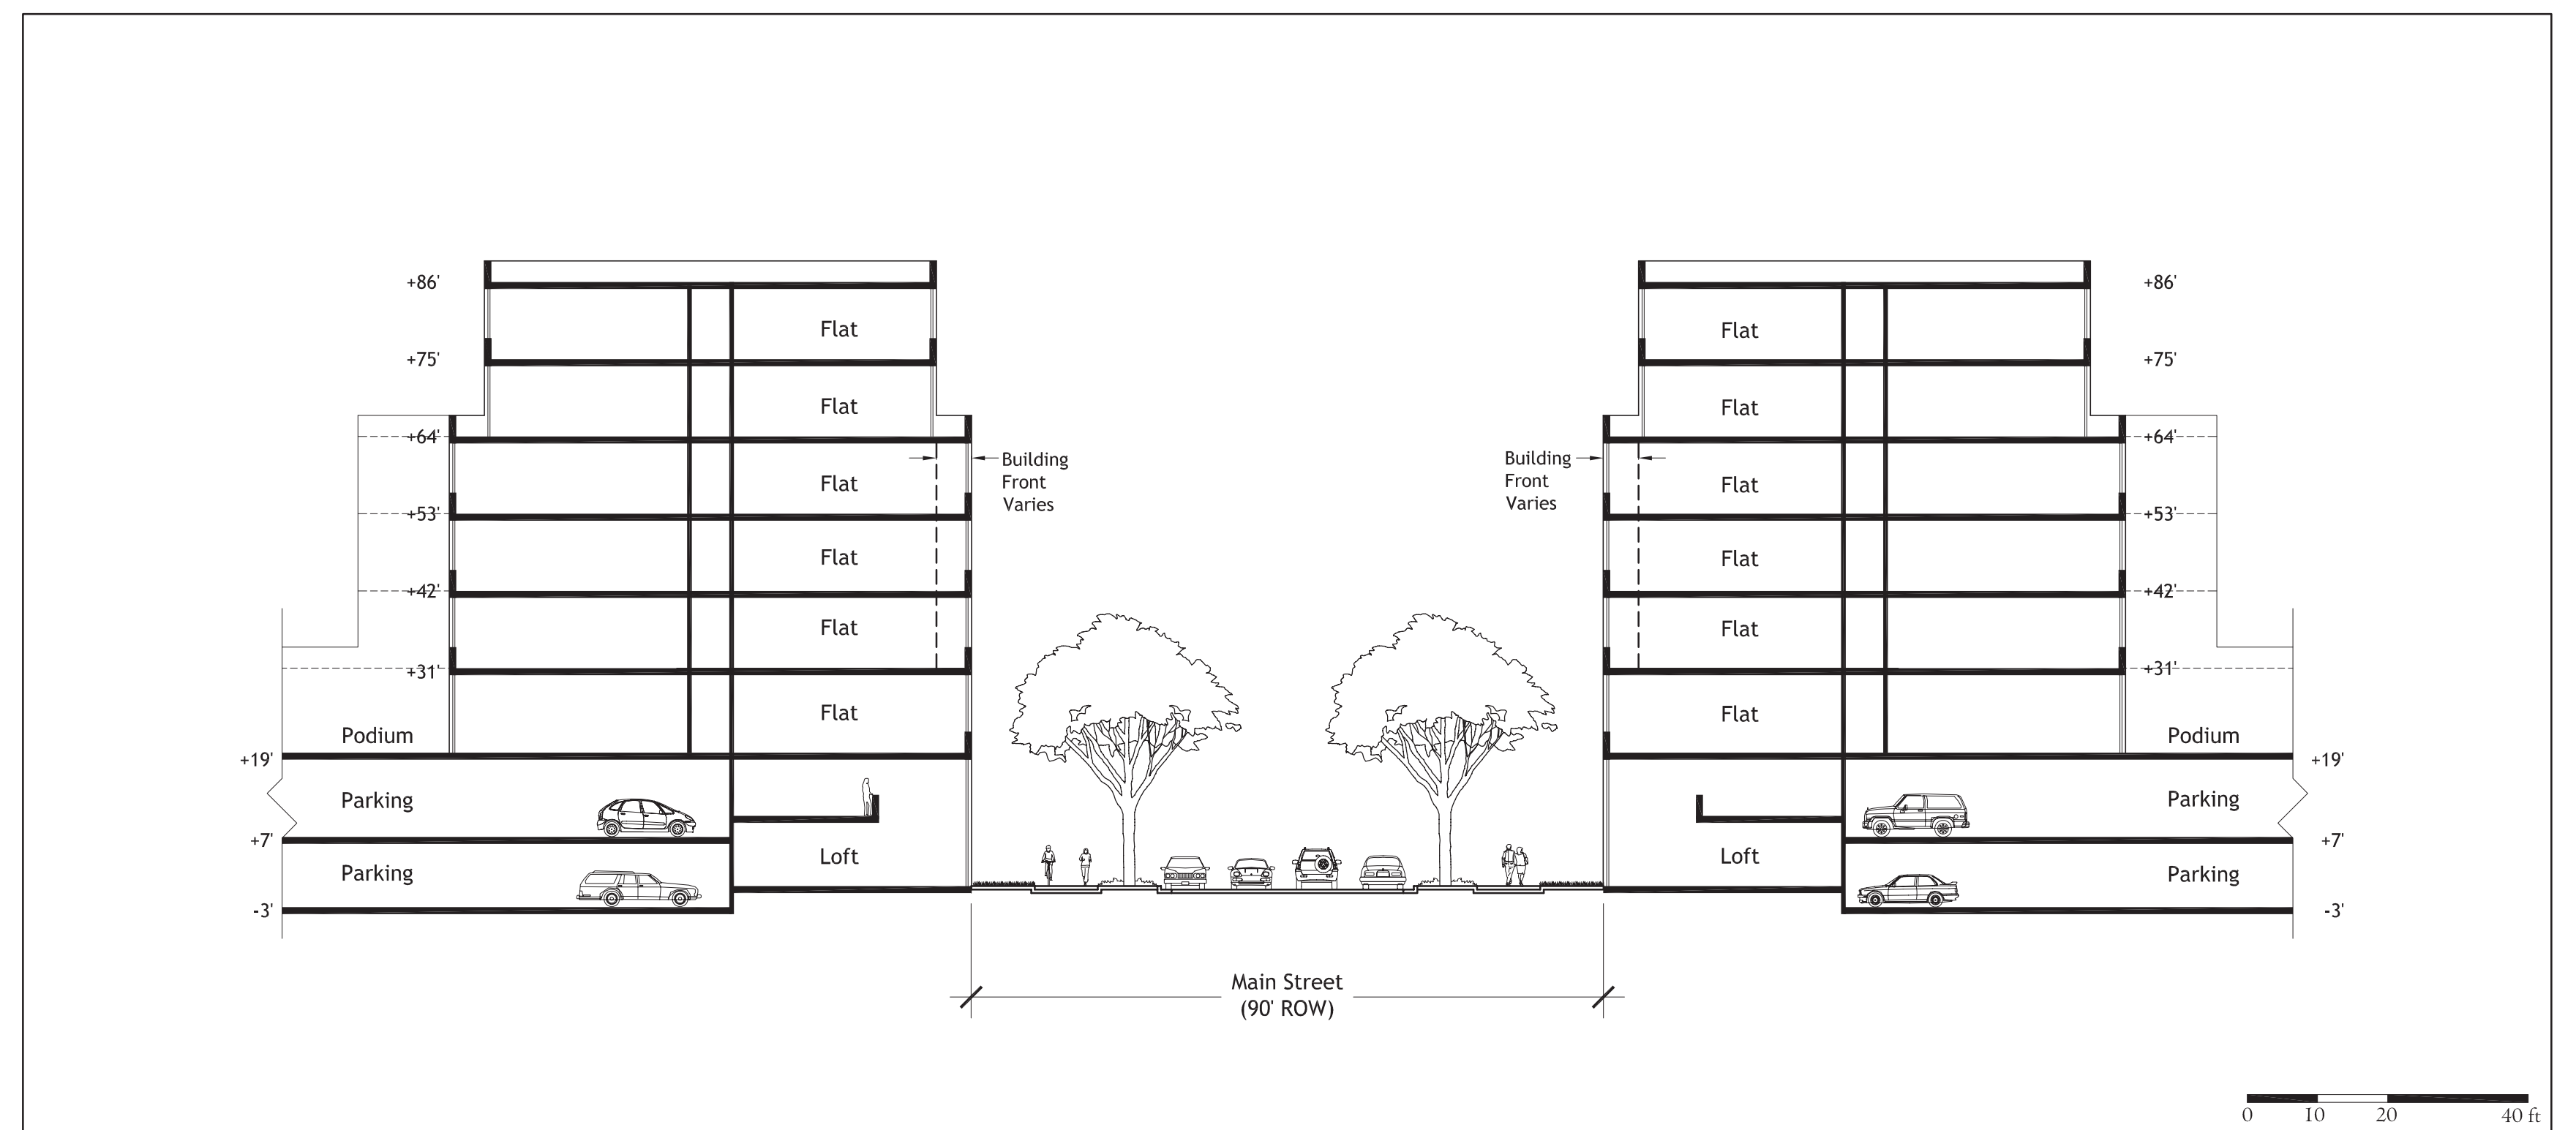 +86' +86'
Flat Flat
+75' +75'
Flat Flat
+64' +64'
Building Building
Flat Front Front Flat
Varies Varies
+53' +53'
Flat Flat
+42' +42'
Flat Flat
+31' +31'
Flat Flat
Podium Podium
+19' +19'
Parking Parking
+7' +7'
Loft Loft
Parking Parking
-3' -3'
Main Street
(90' ROW)
0 10 20 40 ft